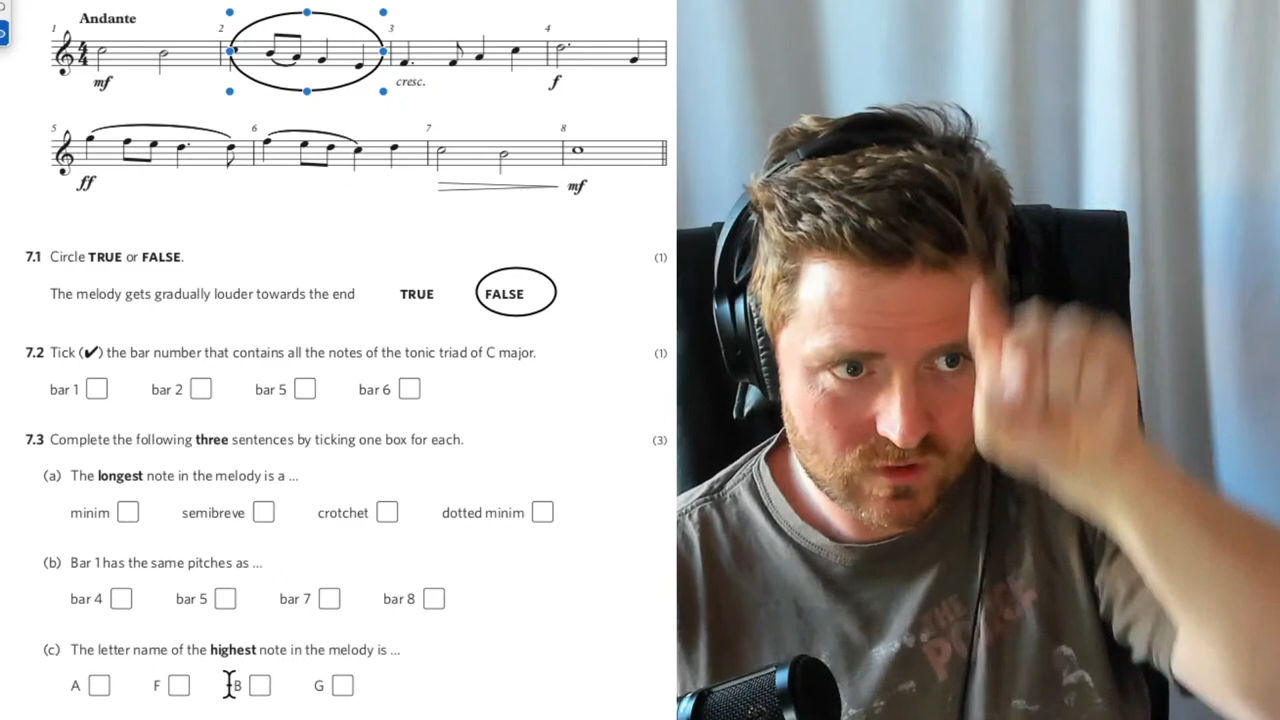 Andante
1 2 3 4
mf cresc. f
5 6 7 8
ff mf
7.1 Circle TRUE or FALSE. (1)
The melody gets gradually louder towards the end TRUE FALSE
7.2 Tick (✔) the bar number that contains all the notes of the tonic triad of C major. (1)
bar 1 bar 2 bar 5 bar 6
7.3 Complete the following three sentences by ticking one box for each. (3)
(a) The longest note in the melody is a ...
minim semibreve crotchet dotted minim
(b) Bar 1 has the same pitches as ...
bar 4 bar 5 bar 7 bar 8
(c) The letter name of the highest note in the melody is ...
A F B G